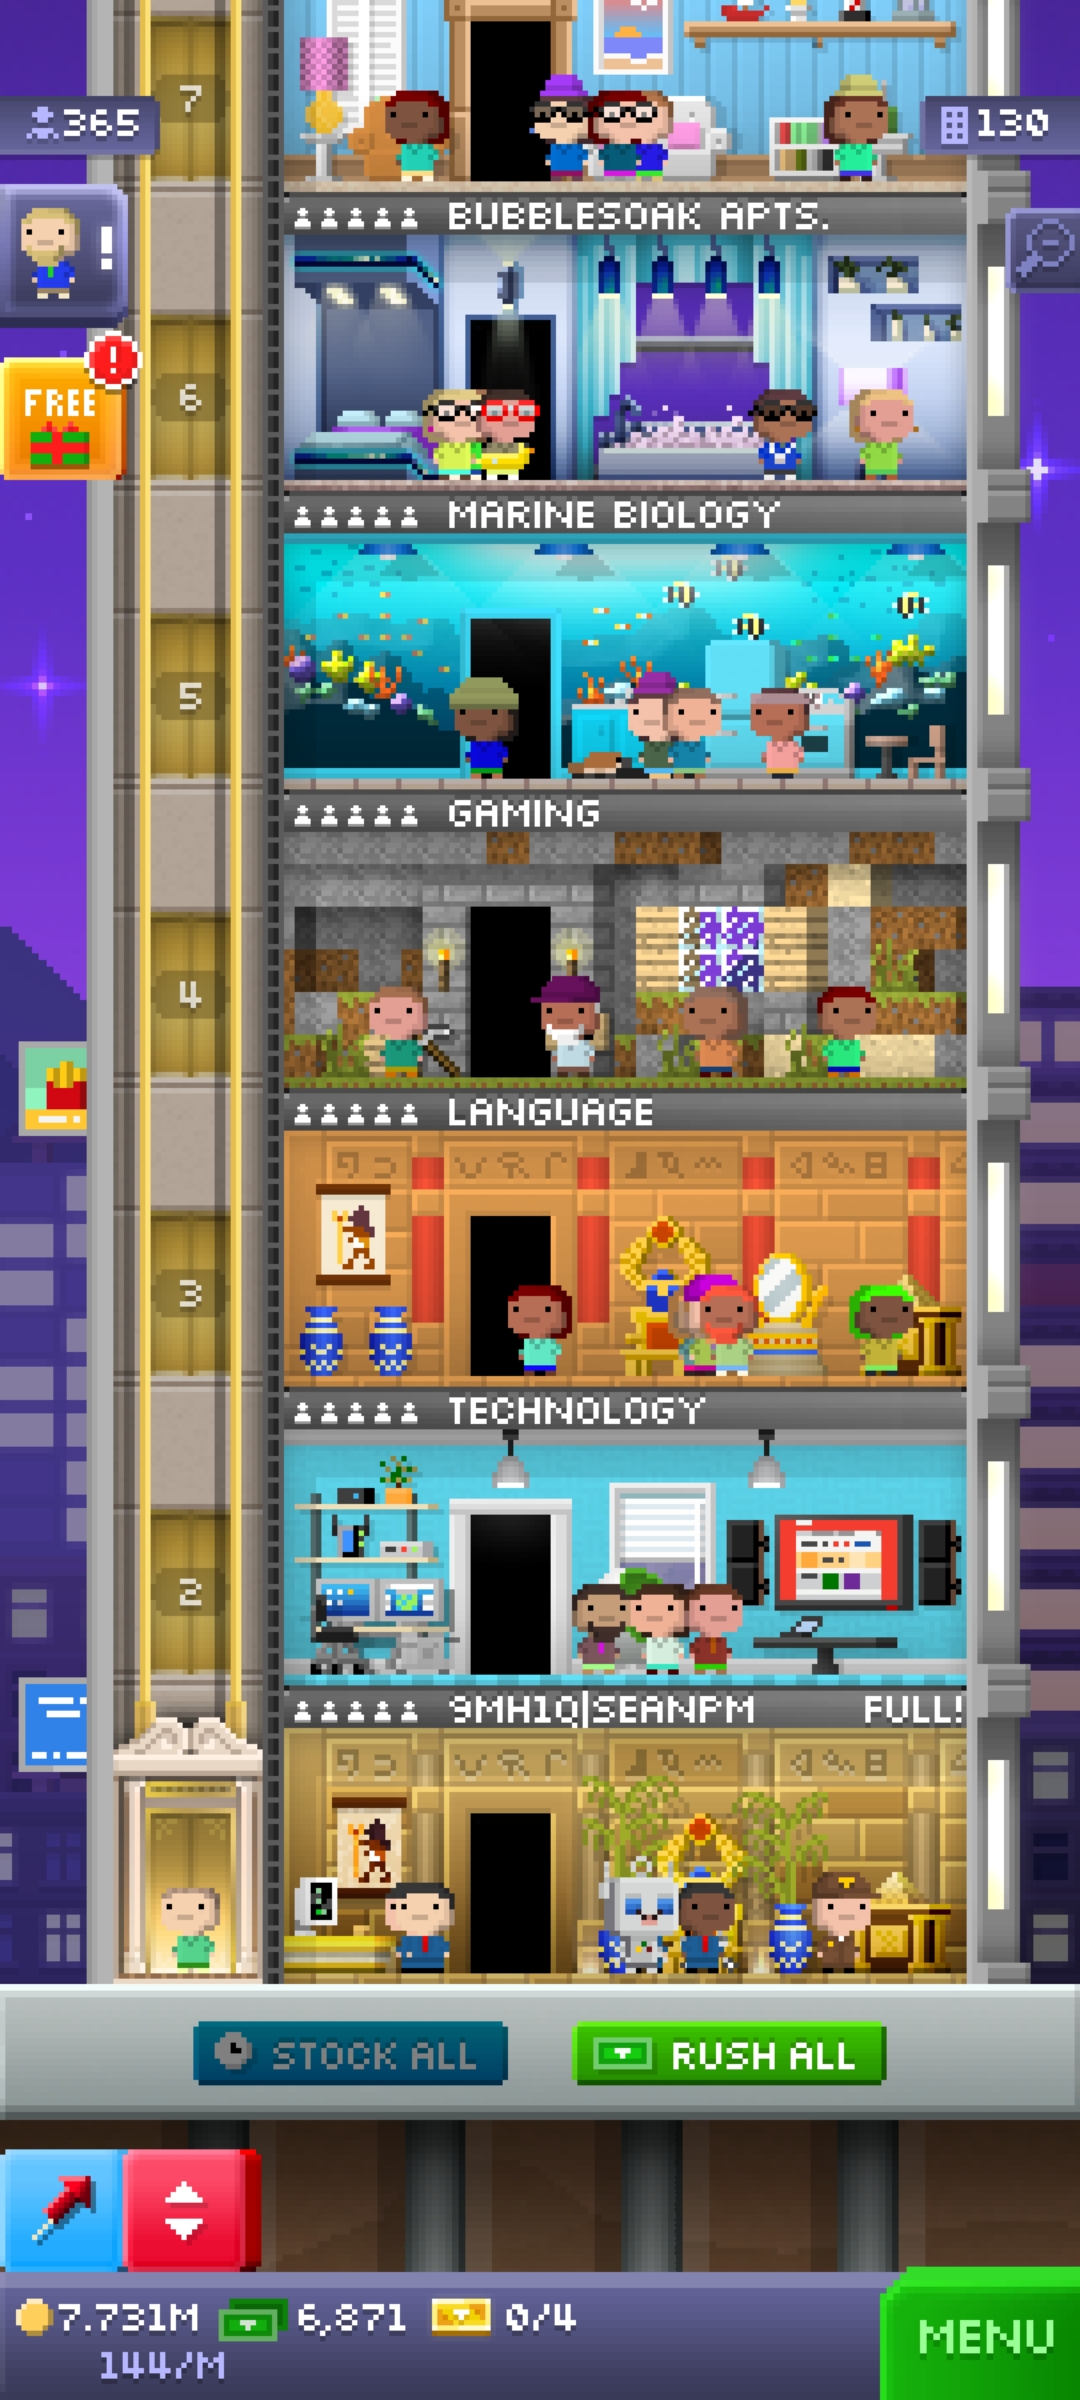 7
365
130
BUBBLESOAK APTS.
!
!
FREE
6
MARINE BIOLOGY
5
GAMING
4
LANGUAGE
3
TECHNOLOGY
2
9MH1Q|SEANPM FULL!
STOCK ALL
RUSH ALL
7.731M 6,871 0/4
144/M
MENU